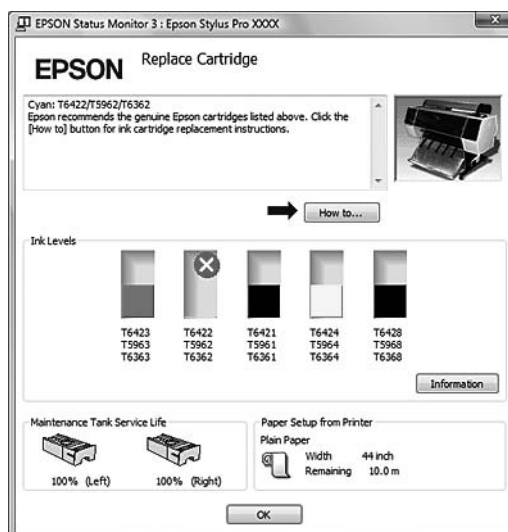 EPSON Status Monitor 3 : Epson Stylus Pro XXXX
EPSON
Replace Cartridge
Cyan: T6422/T5962/T6362
Epson recommends the genuine Epson cartridges listed above. Click the
[How to] button for ink cartridge replacement instructions.
How to...
Ink Levels
T6423 T6422 T6421 T6424 T6428
T5963 T5962 T5961 T5964 T5968
T6363 T6362 T6361 T6364 T6368
Information
Maintenance Tank Service Life
100% (Left) 100% (Right)
Paper Setup from Printer
Plain Paper
Width 44 inch
Remaining 10.0 m
OK